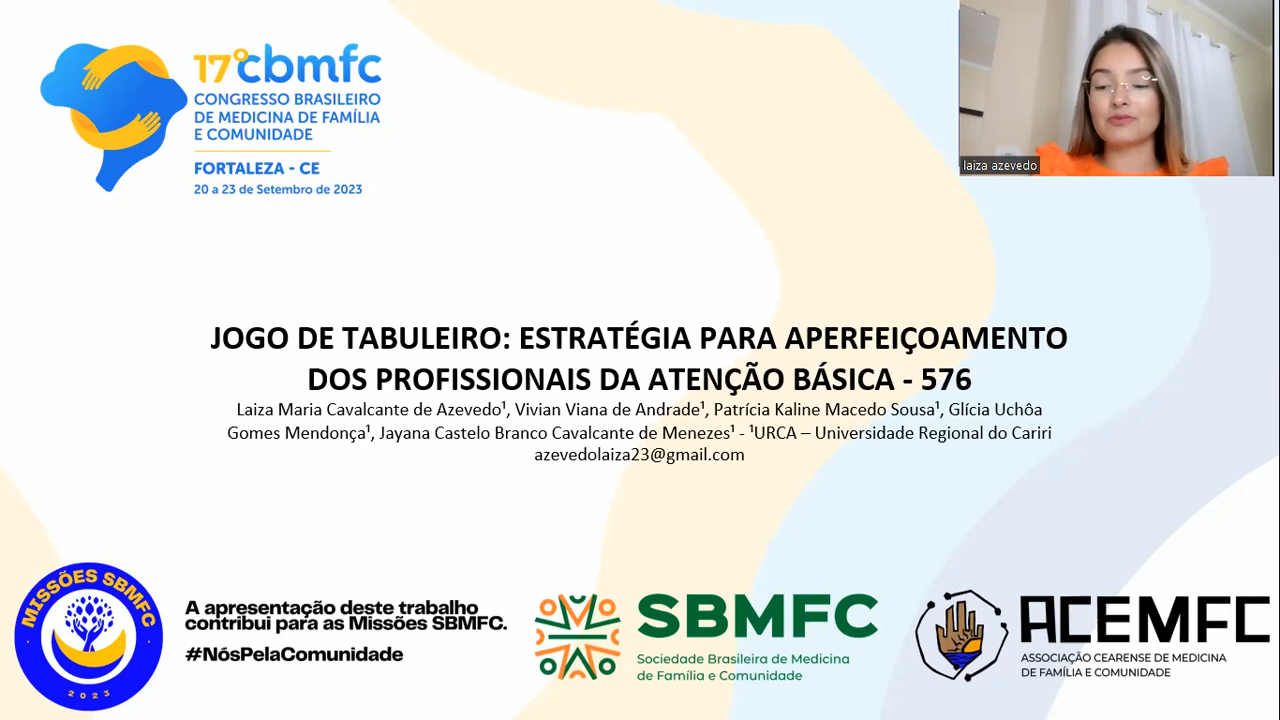 17º cbmfc
CONGRESSO BRASILEIRO
DE MEDICINA DE FAMÍLIA
E COMUNIDADE
FORTALEZA - CE
20 a 23 de Setembro de 2023
laiza azevedo
JOGO DE TABULEIRO: ESTRATÉGIA PARA APERFEIÇOAMENTO
DOS PROFISSIONAIS DA ATENÇÃO BÁSICA - 576
Laiza Maria Cavalcante de Azevedo¹, Vivian Viana de Andrade¹, Patrícia Kaline Macedo Sousa¹, Glícia Uchôa
Gomes Mendonça¹, Jayana Castelo Branco Cavalcante de Menezes¹ - ¹URCA – Universidade Regional do Cariri
azevedolaiza23@gmail.com
MISSÕES SBMFC
2023
A apresentação deste trabalho
contribui para as Missões SBMFC.
#NósPelaComunidade
SBMFC
Sociedade Brasileira de Medicina
de Família e Comunidade
ACEMFC
ASSOCIAÇÃO CEARENSE DE MEDICINA
DE FAMÍLIA E COMUNIDADE